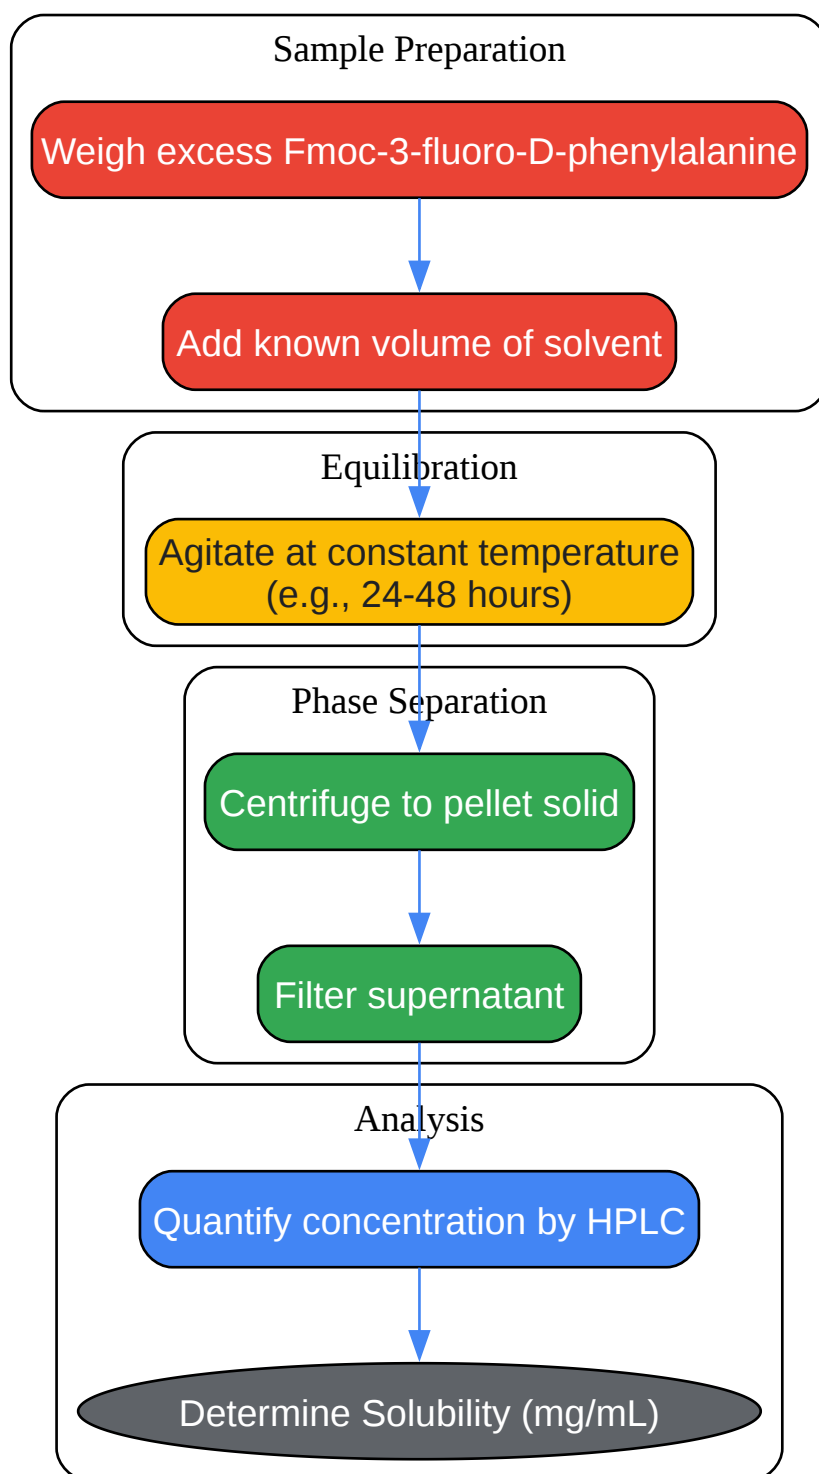 Sample Preparation
Weigh excess Fmoc-3-fluoro-D-phenylalanine
Add known volume of solvent
Equilibration
Agitate at constant temperature
(e.g., 24-48 hours)
Phase Separation
Centrifuge to pellet solid
Filter supernatant
Analysis
Quantify concentration by HPLC
Determine Solubility (mg/mL)